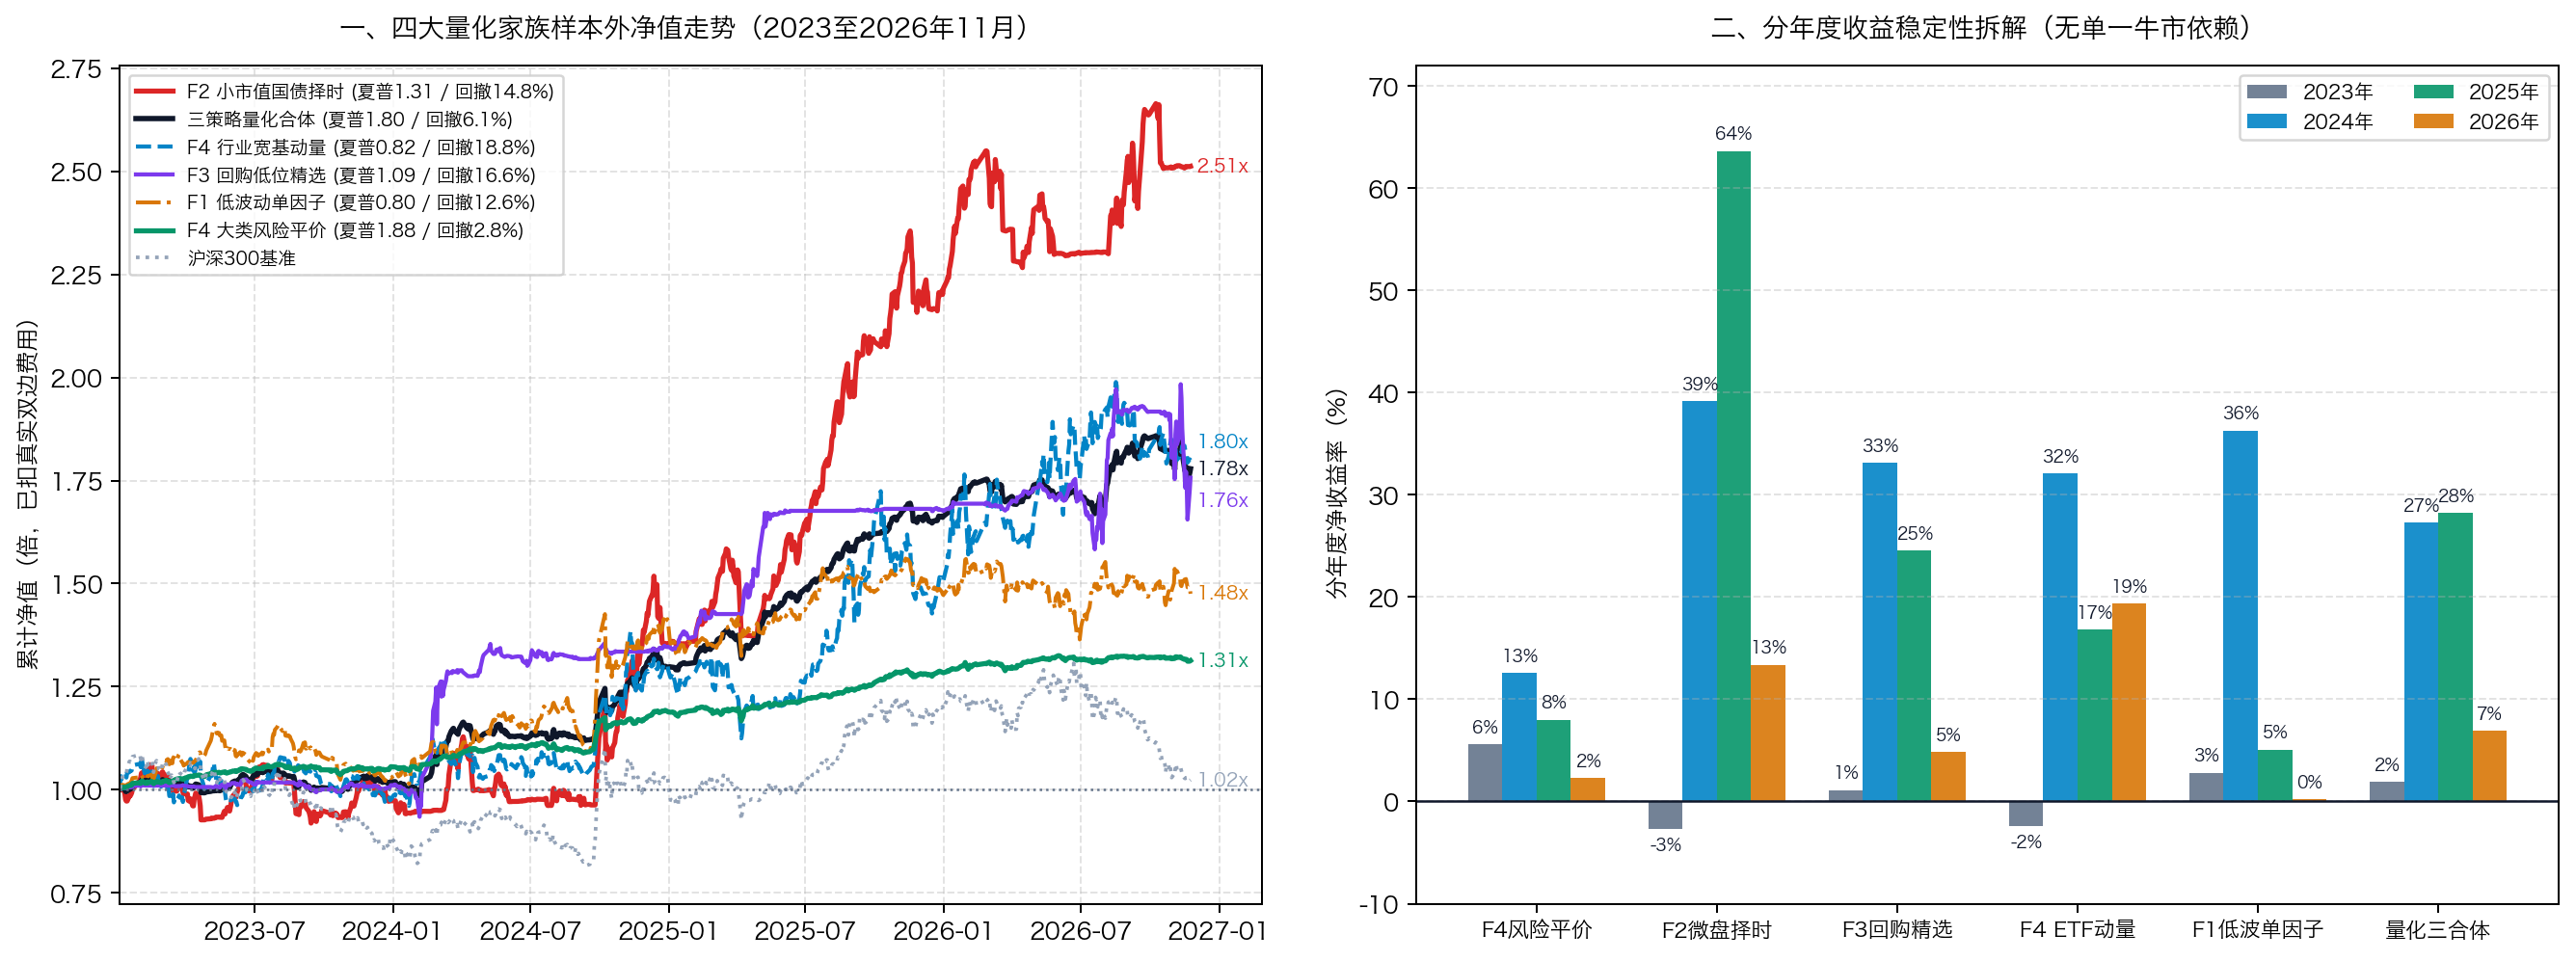 一、四大量化家族样本外净值走势（2023至2026年11月）
累计净值（倍，已扣真实双边费用）
2.75
2.50
2.25
2.00
1.75
1.50
1.25
1.00
0.75
F2 小市值国债择时 (夏普1.31 / 回撤14.8%)
三策略量化合体 (夏普1.80 / 回撤6.1%)
F4 行业宽基动量 (夏普0.82 / 回撤18.8%)
F3 回购低位精选 (夏普1.09 / 回撤16.6%)
F1 低波动单因子 (夏普0.80 / 回撤12.6%)
F4 大类风险平价 (夏普1.88 / 回撤2.8%)
沪深300基准
2.51x
1.80x
1.78x
1.76x
1.48x
1.31x
1.02x
2023-07
2024-01
2024-07
2025-01
2025-07
2026-01
2026-07
2027-01
二、分年度收益稳定性拆解（无单一牛市依赖）
分年度净收益率（%）
70
60
50
40
30
20
10
0
-10
2023年
2024年
2025年
2026年
6%
13%
8%
2%
-3%
39%
64%
13%
1%
33%
25%
5%
-2%
32%
17%
19%
3%
36%
5%
0%
2%
27%
28%
7%
F4风险平价
F2微盘择时
F3回购精选
F4 ETF动量
F1低波单因子
量化三合体